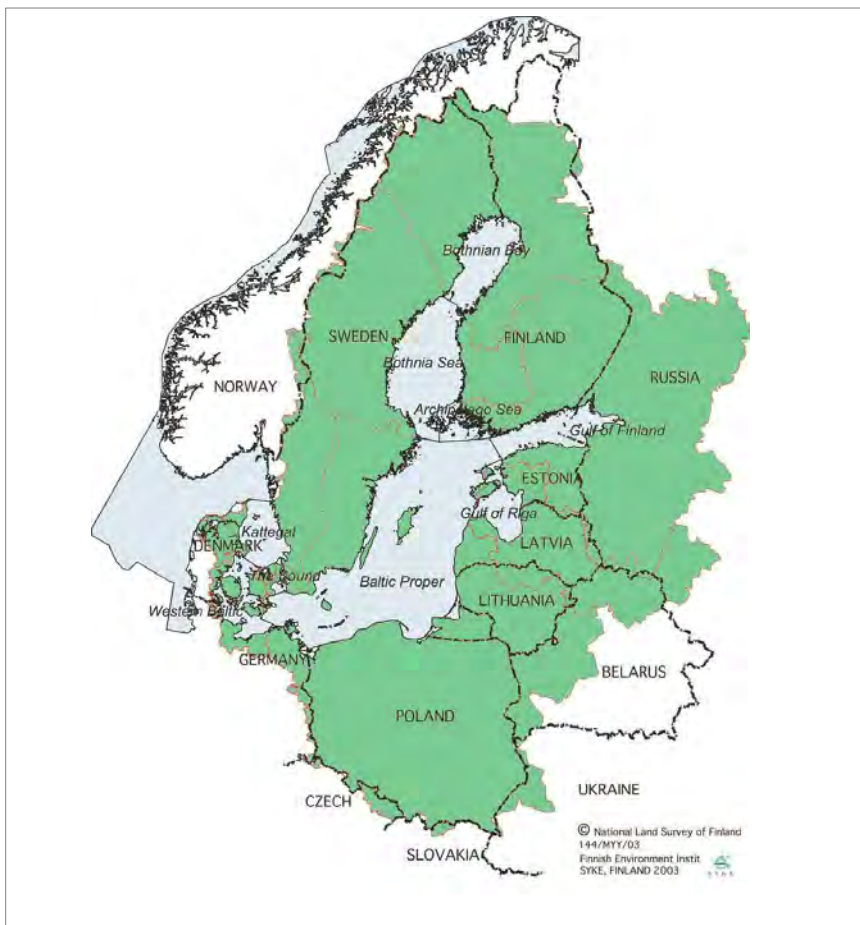 Bothnian Bay
SWEDEN
FINLAND
Bothnia Sea
RUSSIA
NORWAY
Archipelago Sea
Gulf of Finland
ESTONIA
Gulf of Riga
Kattegal
DENMARK
LATVIA
The Sound
Baltic Proper
LITHUANIA
Western Baltic
GERMANY
BELARUS
POLAND
UKRAINE
CZECH
SLOVAKIA
© National Land Survey of Finland
144/MYY/03
Finnish Environment Instit
SYKE, FINLAND 2003
SYKE